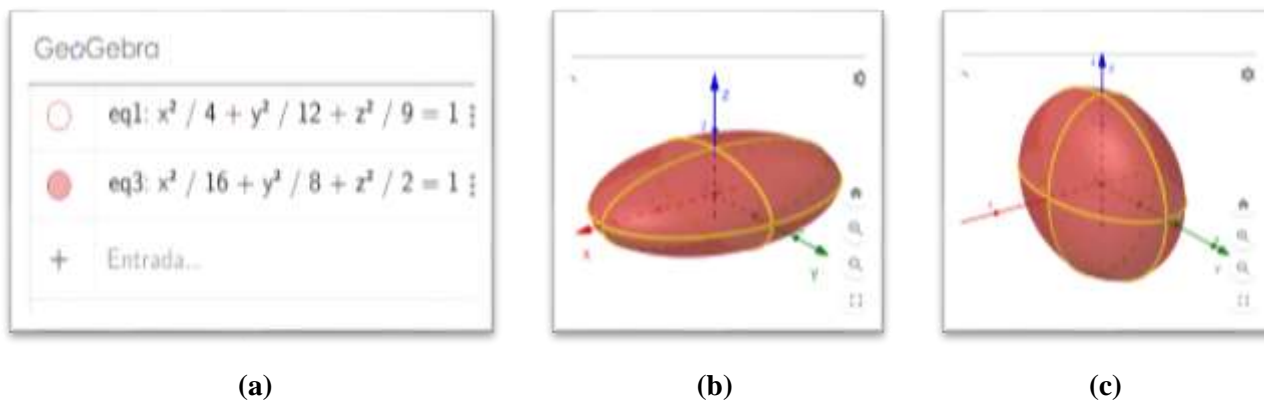 GeoGebra
eq1: x² / 4 + y² / 12 + z² / 9 = 1
eq3: x² / 16 + y² / 8 + z² / 2 = 1
+ Entrada...
z
x
y
(a)
(b)
(c)